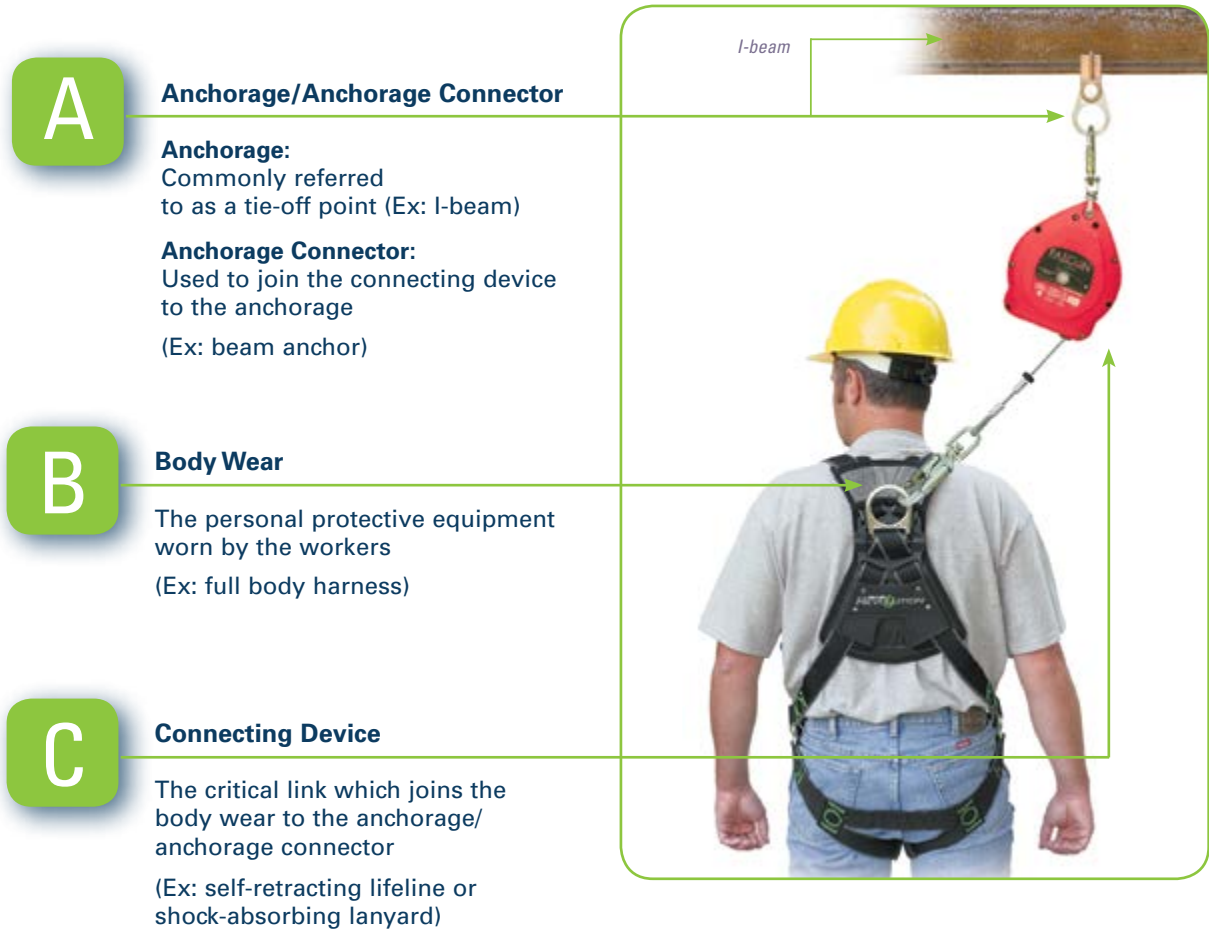 I-beam
A
Anchorage/Anchorage Connector
Anchorage:
Commonly referred
to as a tie-off point (Ex: I-beam)
Anchorage Connector:
Used to join the connecting device
to the anchorage
(Ex: beam anchor)
FALCON
B
Body Wear
The personal protective equipment
worn by the workers
(Ex: full body harness)
C
Connecting Device
The critical link which joins the
body wear to the anchorage/
anchorage connector
(Ex: self-retracting lifeline or
shock-absorbing lanyard)